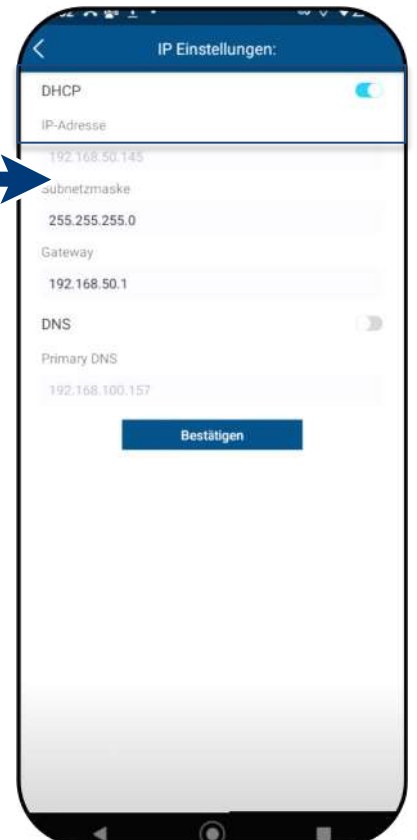 IP Einstellungen:
DHCP
IP-Adresse
192.168.50.145
Subnetzmaske
255.255.255.0
Gateway
192.168.50.1
DNS
Primary DNS
192.168.100.157
Bestätigen